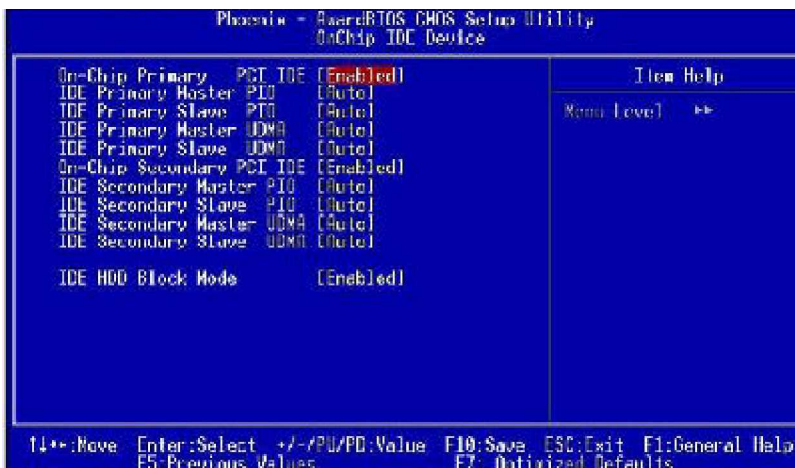 Phoenix - AwardBIOS CMOS Setup Utility
OnChip IDE Device
On-Chip Primary PCI IDE [Enabled]
IDE Primary Master PIO [Auto]
IDE Primary Slave PIO [Auto]
IDE Primary Master UDMA [Auto]
IDE Primary Slave UDMA [Auto]
On-Chip Secondary PCI IDE [Enabled]
IDE Secondary Master PIO [Auto]
IDE Secondary Slave PIO [Auto]
IDE Secondary Master UDMA [Auto]
IDE Secondary Slave UDMA [Auto]
IDE HDD Block Mode [Enabled]
Item Help
Menu Level ►►
↑↓→←:Move Enter:Select +/-/PU/PD:Value F10:Save ESC:Exit F1:General Help
F5:Previous Values F7: Optimized Defaults